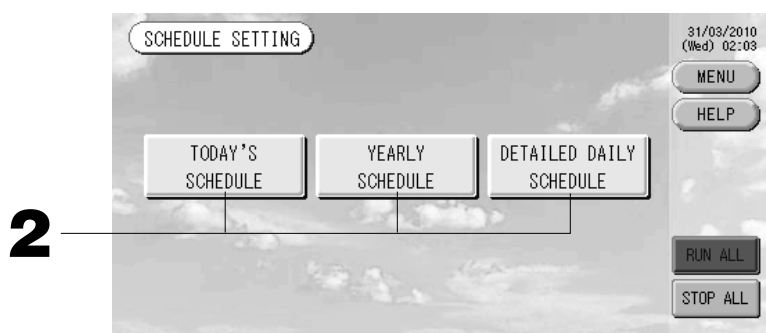 SCHEDULE SETTING
31/03/2010
(Wed) 02:03
MENU
HELP
TODAY'S
SCHEDULE
YEARLY
SCHEDULE
DETAILED DAILY
SCHEDULE
2
RUN ALL
STOP ALL